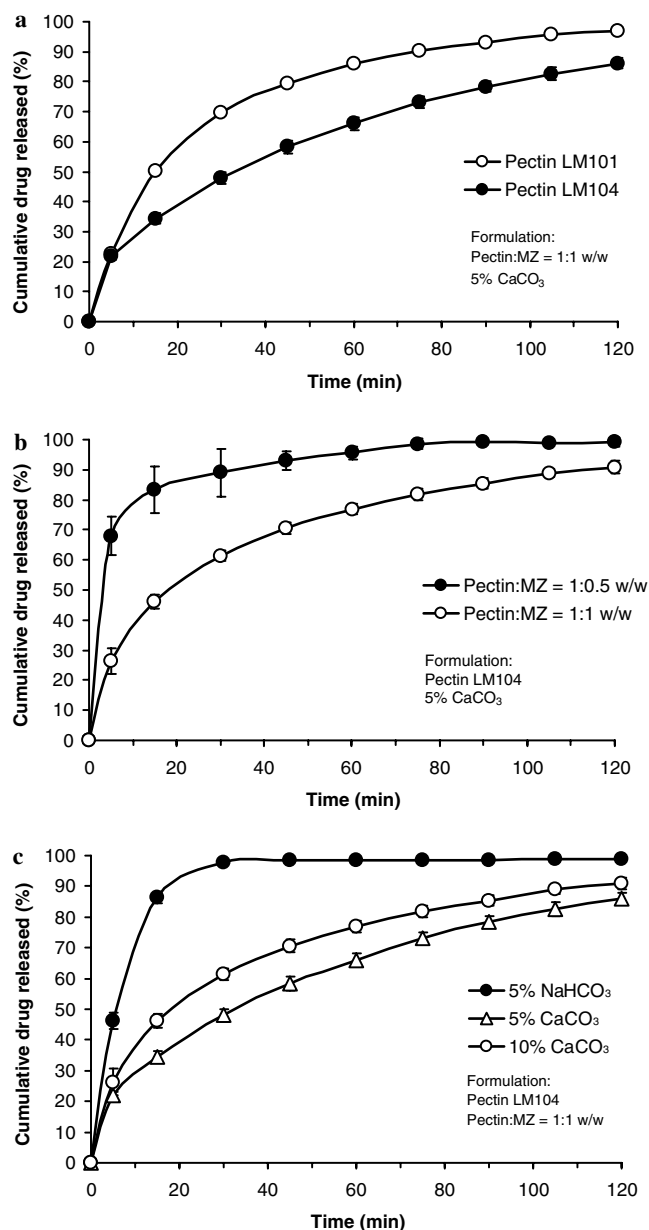 a
100
90
80
70
60
50
40
30
20
10
0
Cumulative drug released (%)
Pectin LM101
Pectin LM104
Formulation:
Pectin:MZ = 1:1 w/w
5% CaCO₃
0 20 40 60 80 100 120
Time (min)
b
100
90
80
70
60
50
40
30
20
10
0
Cumulative drug released (%)
Pectin:MZ = 1:0.5 w/w
Pectin:MZ = 1:1 w/w
Formulation:
Pectin LM104
5% CaCO₃
0 20 40 60 80 100 120
Time (min)
c
100
90
80
70
60
50
40
30
20
10
0
Cumulative drug released (%)
5% NaHCO₃
5% CaCO₃
10% CaCO₃
Formulation:
Pectin LM104
Pectin:MZ = 1:1 w/w
0 20 40 60 80 100 120
Time (min)